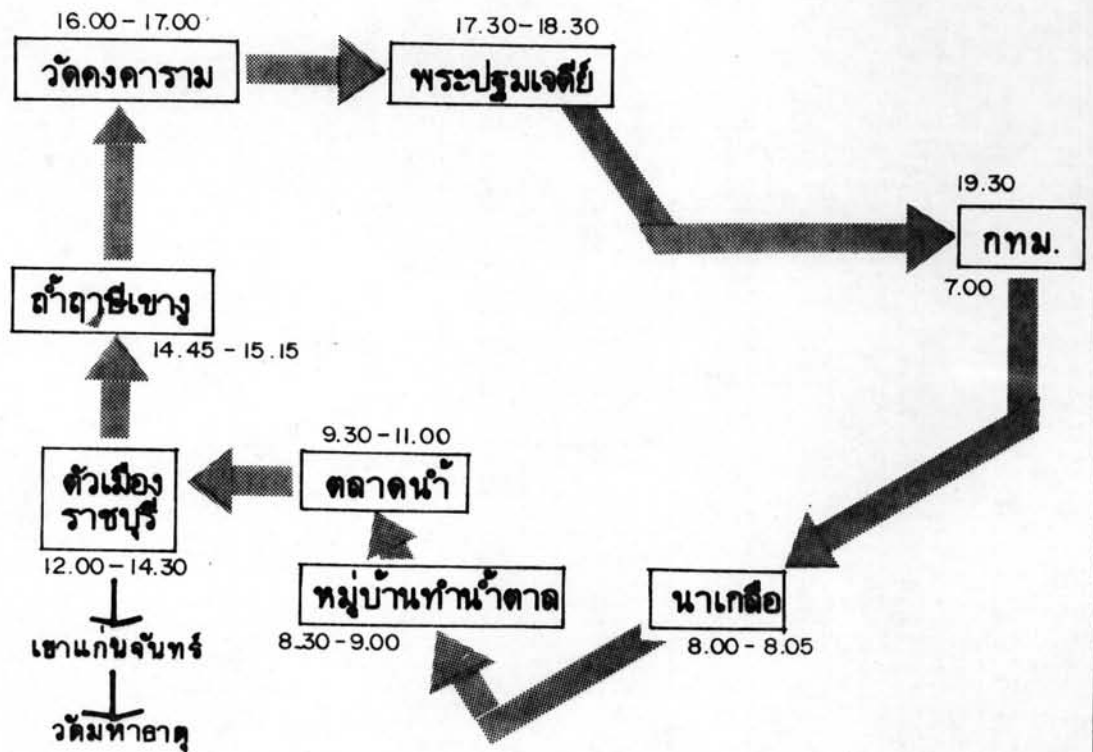 16.00-17.00
วัดคงคาราม
17.30-18.30
พระปฐมเจดีย์
19.30
กทม.
7.00
ถ้ำฤาษีเขางู
14.45-15.15
9.30-11.00
ตลาดน้ำ
ตัวเมือง
ราชบุรี
12.00-14.30
หมู่บ้านทำน้ำตาล
8.30-9.00
นาเกลือ
8.00-8.05
เขาแก่นจันทร์
วัดมหาธาตุ